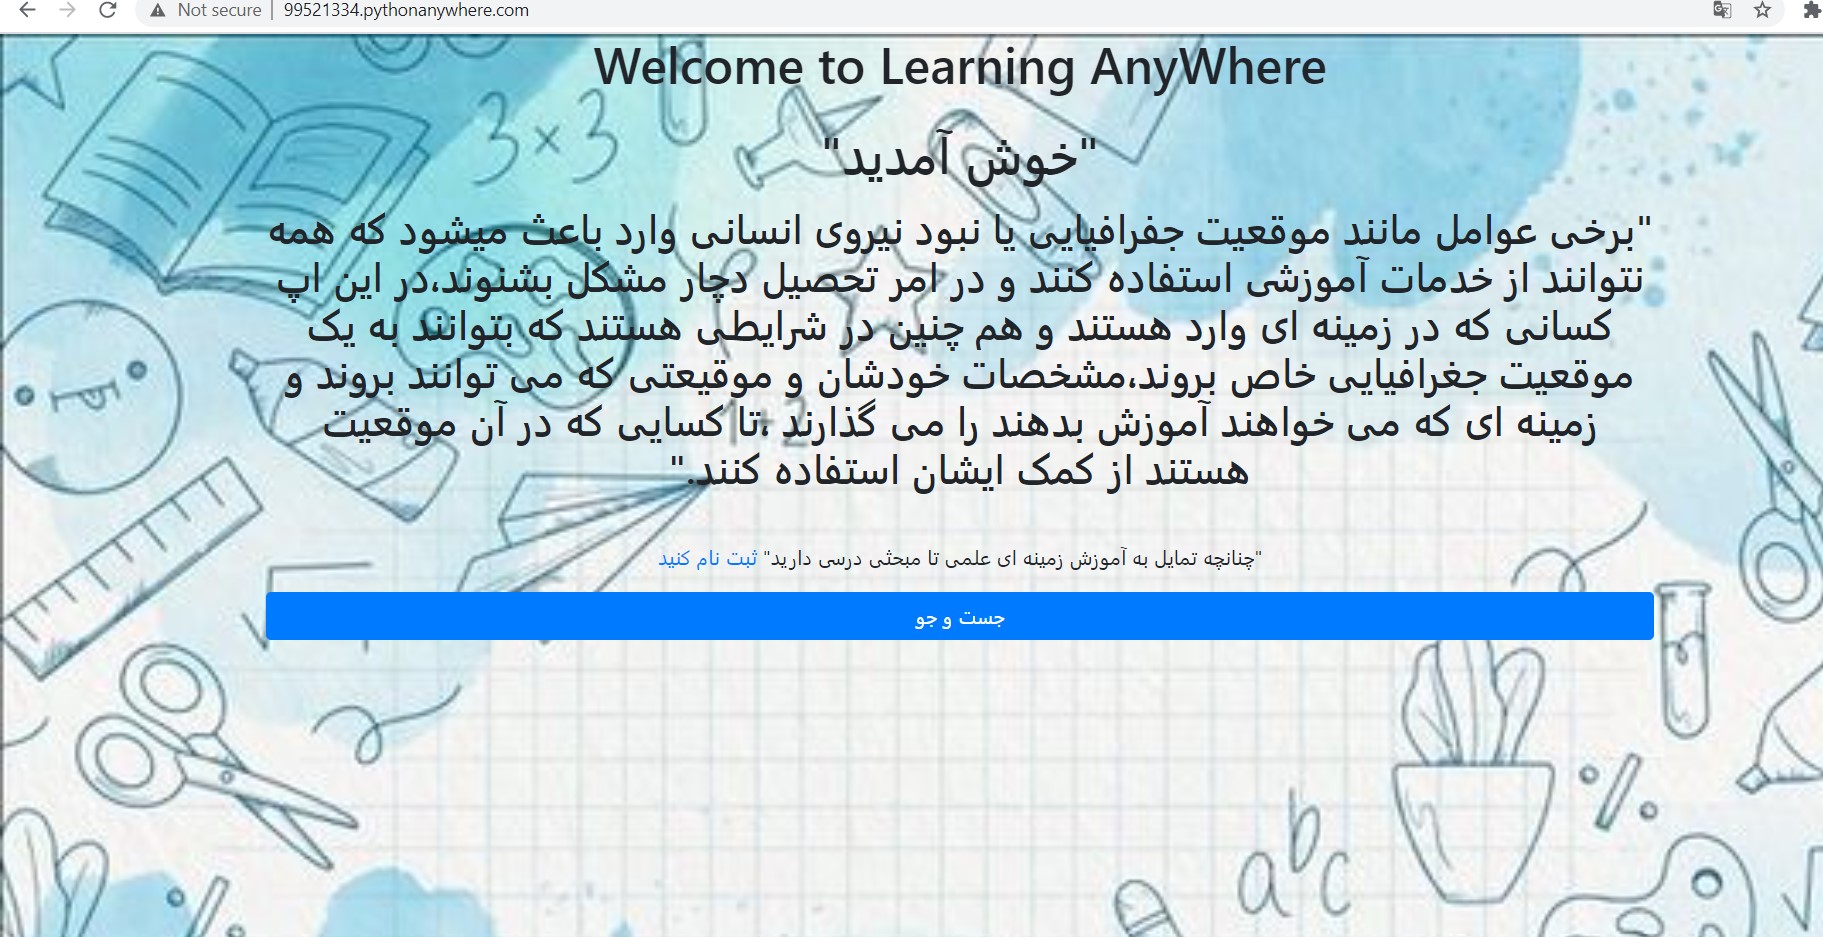 Not secure
99521334.pythonanywhere.com
Welcome to Learning AnyWhere
"خوش آمدید"
"برخی عوامل مانند موقعیت جفرافیایی یا نبود نیروی انسانی وارد باعث میشود که همه
نتوانند از خدمات آموزشی استفاده کنند و در امر تحصیل دچار مشکل بشنوند،در این اپ
کسانی که در زمینه ای وارد هستند و هم چنین در شرایطی هستند که بتوانند به یک
موقعیت جغرافیایی خاص بروند،مشخصات خودشان و موقیعتی که می توانند بروند و
زمینه ای که می خواهند آموزش بدهند را می گذارند ،تا کسایی که در آن موقعیت
هستند از کمک ایشان استفاده کنند."
"چنانچه تمایل به آموزش زمینه ای علمی تا مبحثی درسی دارید" ثبت نام کنید
جست و جو
3×3
1+2
abc